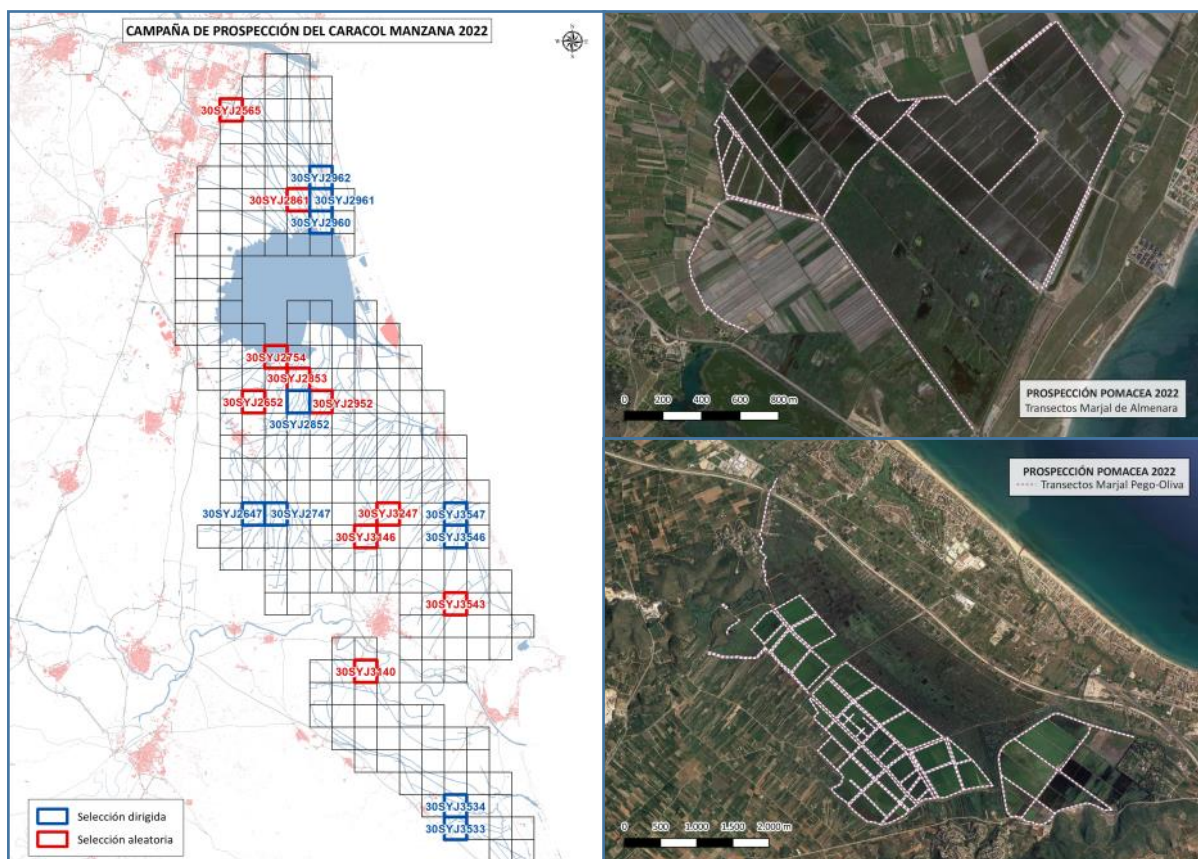 CAMPAÑA DE PROSPECCIÓN DEL CARACOL MANZANA 2022
30SYJ2565
30SYJ2962
30SYJ2861
30SYJ2961
30SYJ2960
30SYJ2754
30SYJ2853
30SYJ2652
30SYJ2952
30SYJ2852
30SYJ2647
30SYJ2747
30SYJ3247
30SYJ3547
30SYJ3146
30SYJ3546
30SYJ3543
30SYJ3140
30SYJ3534
30SYJ3533
Selección dirigida
Selección aleatoria
PROSPECCIÓN POMACEA 2022
Transectos Marjal de Almenara
0 200 400 600 800 m
PROSPECCIÓN POMACEA 2022
Transectos Marjal Pego-Oliva
0 500 1.000 1.500 2.000 m